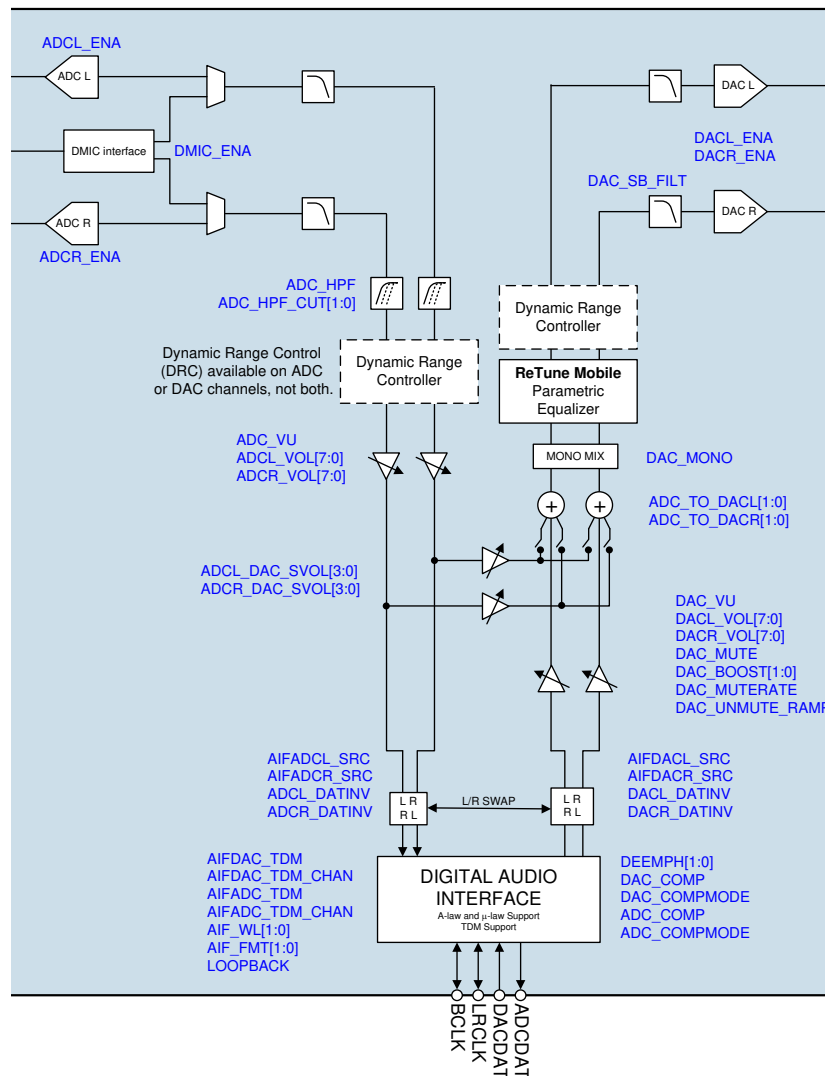 ADCL_ENA
ADC L
DMIC interface
DMIC_ENA
ADC R
ADCR_ENA
DAC L
DACL_ENA
DACR_ENA
DAC_SB_FILT
DAC R
ADC_HPF
ADC_HPF_CUT[1:0]
Dynamic Range Control
(DRC) available on ADC
or DAC channels, not both.
Dynamic Range
Controller
Dynamic Range
Controller
ReTune Mobile
Parametric
Equalizer
ADC_VU
ADCL_VOL[7:0]
ADCR_VOL[7:0]
MONO MIX
DAC_MONO
+
+
ADC_TO_DACL[1:0]
ADC_TO_DACR[1:0]
ADCL_DAC_SVOL[3:0]
ADCR_DAC_SVOL[3:0]
DAC_VU
DACL_VOL[7:0]
DACR_VOL[7:0]
DAC_MUTE
DAC_BOOST[1:0]
DAC_MUTERATE
DAC_UNMUTE_RAMP
AIFADCL_SRC
AIFADCR_SRC
ADCL_DATINV
ADCR_DATINV
L R
R L
L/R SWAP
L R
R L
AIFDACL_SRC
AIFDACR_SRC
DACL_DATINV
DACR_DATINV
AIFDAC_TDM
AIFDAC_TDM_CHAN
AIFADC_TDM
AIFADC_TDM_CHAN
AIF_WL[1:0]
AIF_FMT[1:0]
LOOPBACK
DIGITAL AUDIO
INTERFACE
A-law and μ-law Support
TDM Support
DEEMPH[1:0]
DAC_COMP
DAC_COMPMODE
ADC_COMP
ADC_COMPMODE
BCLK
LRCLK
DACDAT
ADCDAT